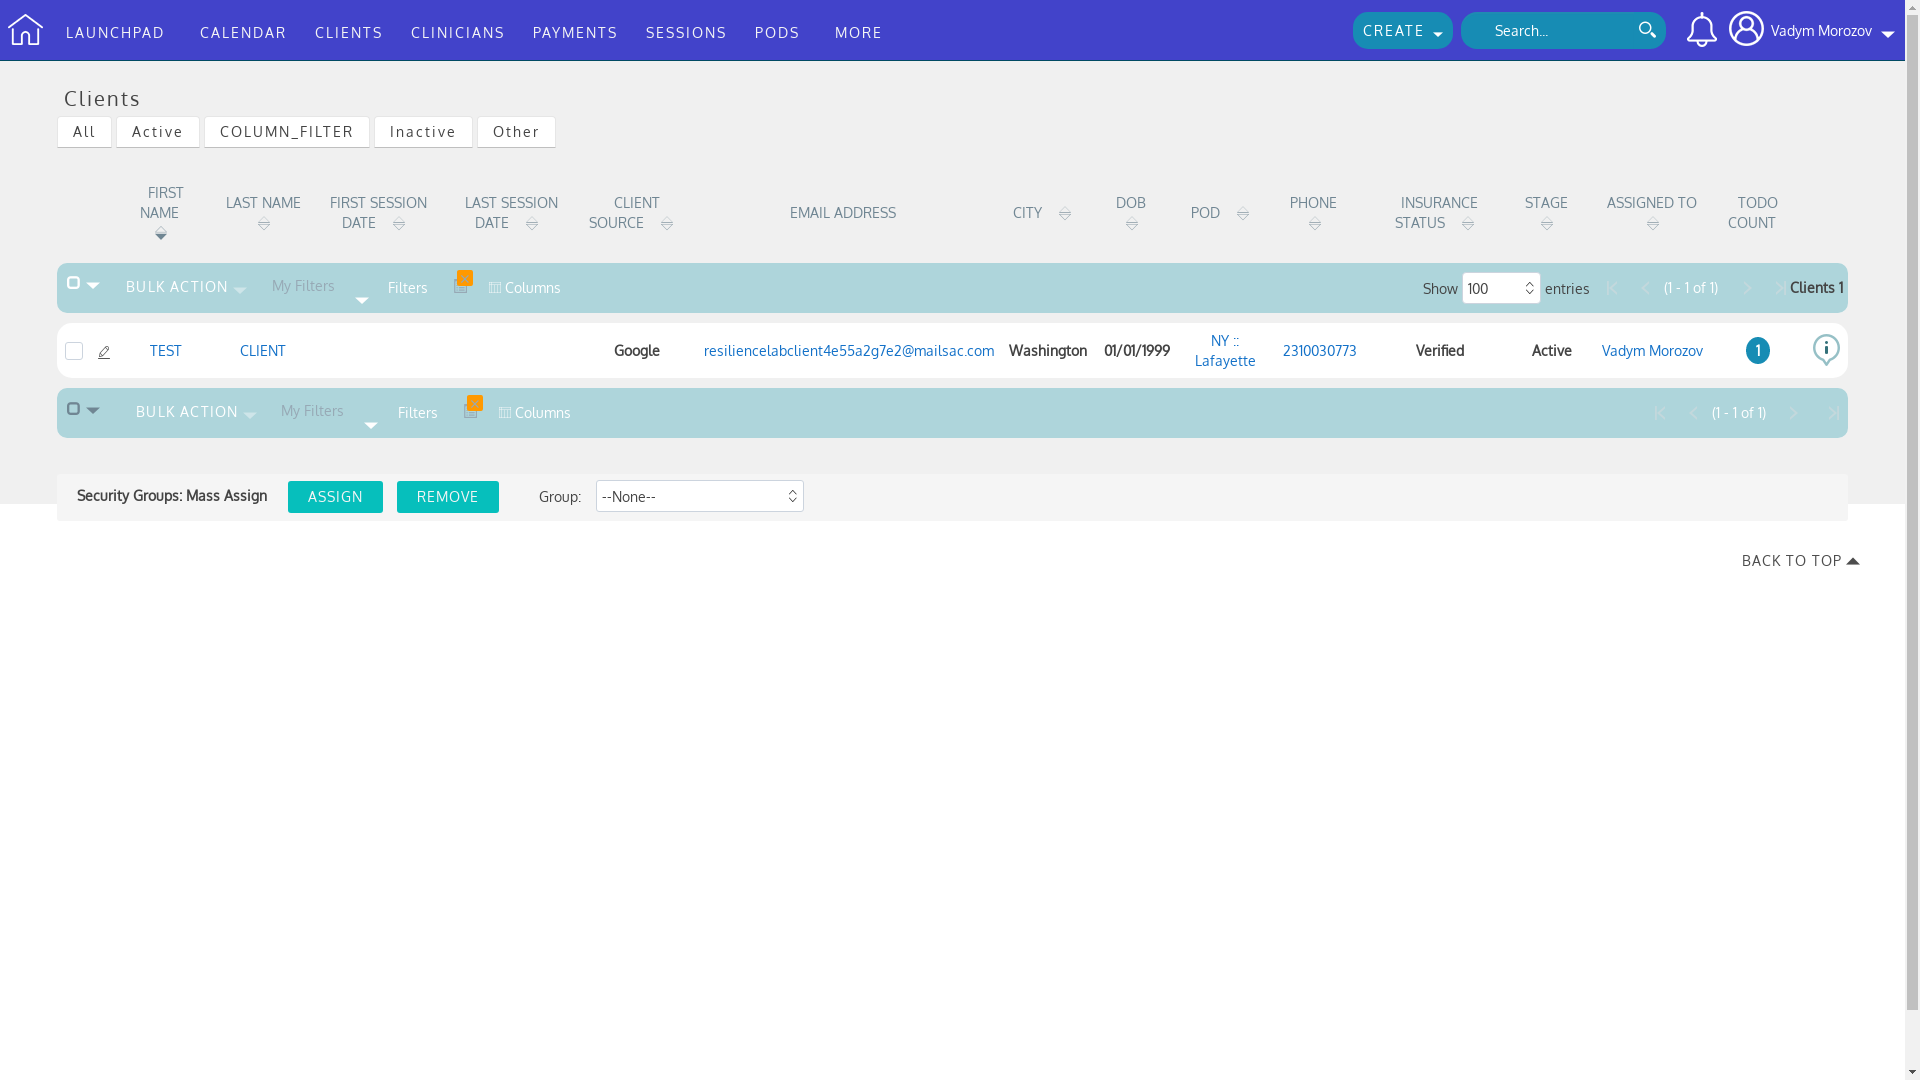 LAUNCHPAD CALENDAR CLIENTS CLINICIANS PAYMENTS SESSIONS PODS MORE CREATE Search... Vadym Morozov
Clients
All Active COLUMN_FILTER Inactive Other
FIRST NAME LAST NAME FIRST SESSION DATE LAST SESSION DATE CLIENT SOURCE EMAIL ADDRESS CITY DOB POD PHONE INSURANCE STATUS STAGE ASSIGNED TO TODO COUNT
BULK ACTION My Filters Filters Columns Show 100 entries (1 - 1 of 1) Clients 1
TEST CLIENT Google resiliencelabclient4e55a2g7e2@mailsac.com Washington 01/01/1999 NY :: Lafayette 2310030773 Verified Active Vadym Morozov 1
BULK ACTION My Filters Filters Columns (1 - 1 of 1)
Security Groups: Mass Assign ASSIGN REMOVE Group: --None--
BACK TO TOP